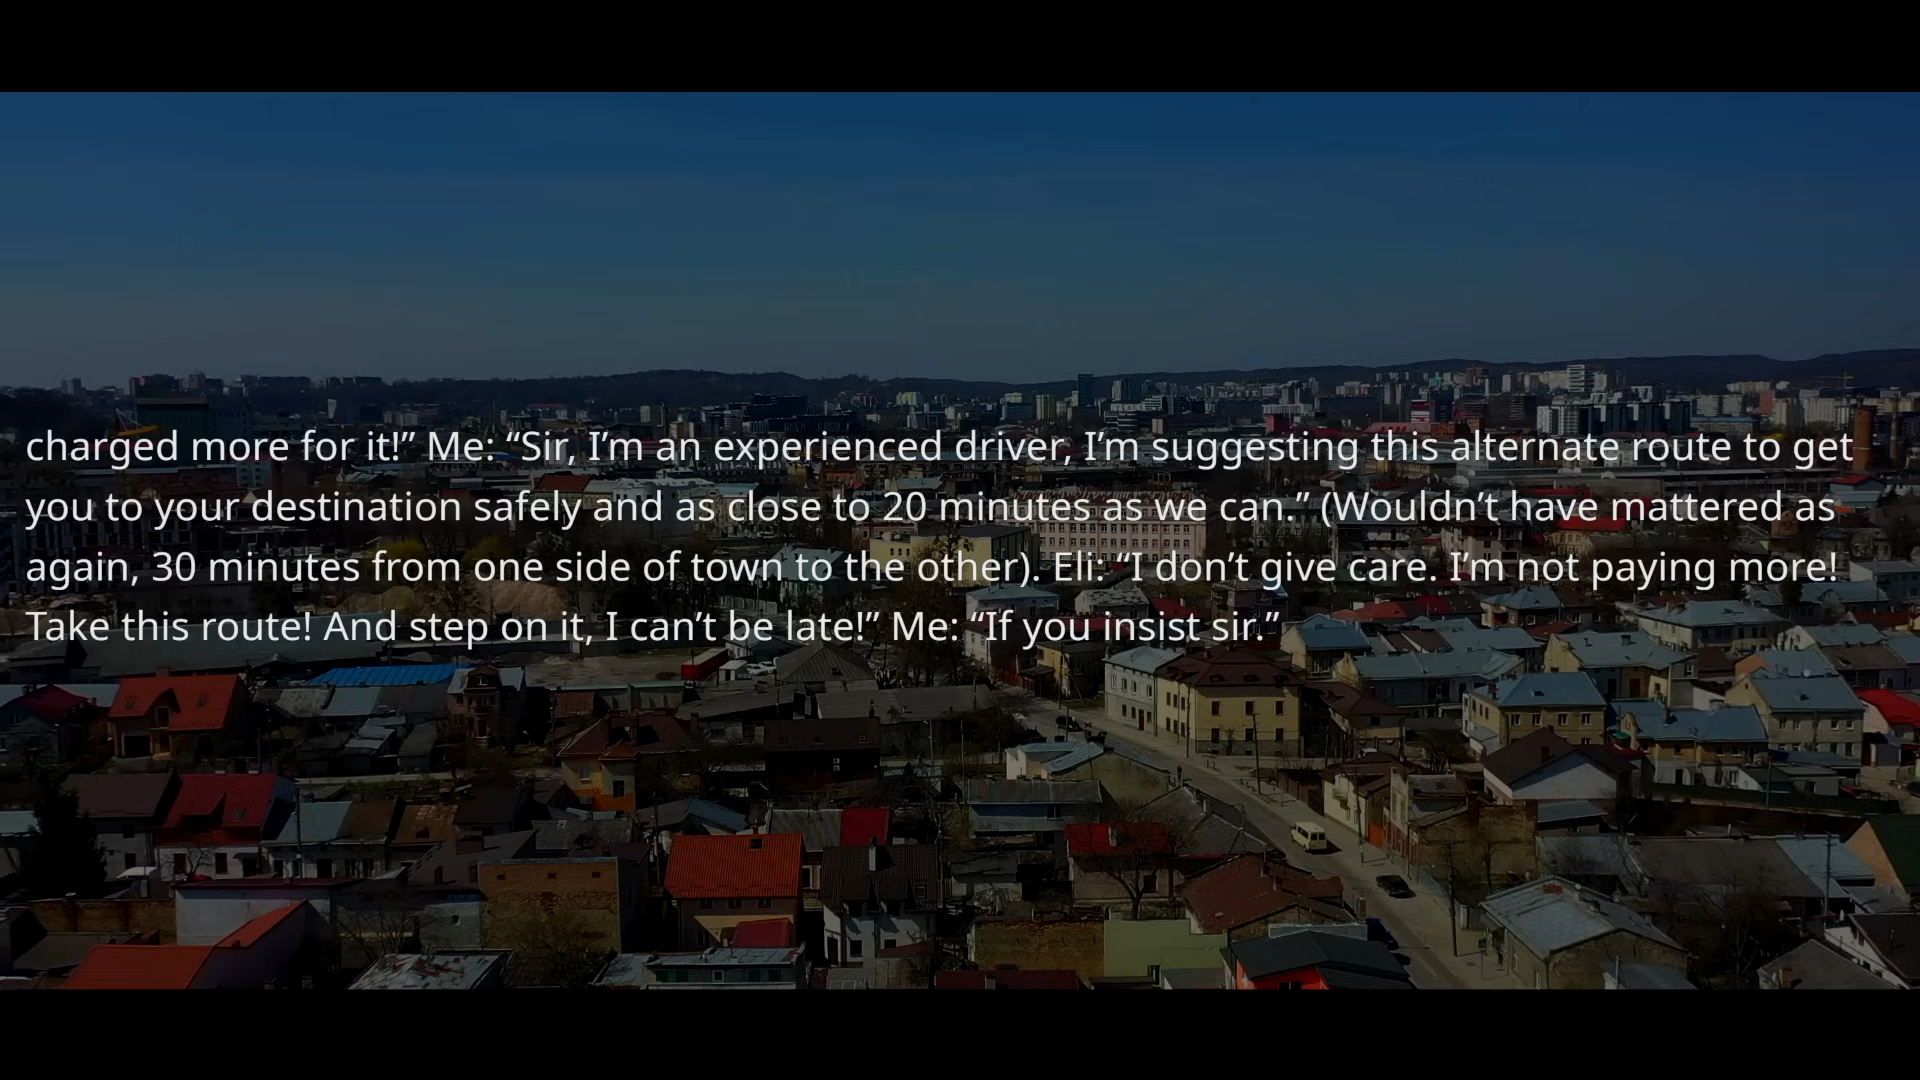 charged more for it!” Me: “Sir, I’m an experienced driver, I’m suggesting this alternate route to get
you to your destination safely and as close to 20 minutes as we can.” (Wouldn’t have mattered as
again, 30 minutes from one side of town to the other). Eli: “I don’t give care. I’m not paying more!
Take this route! And step on it, I can’t be late!” Me: “If you insist sir.”